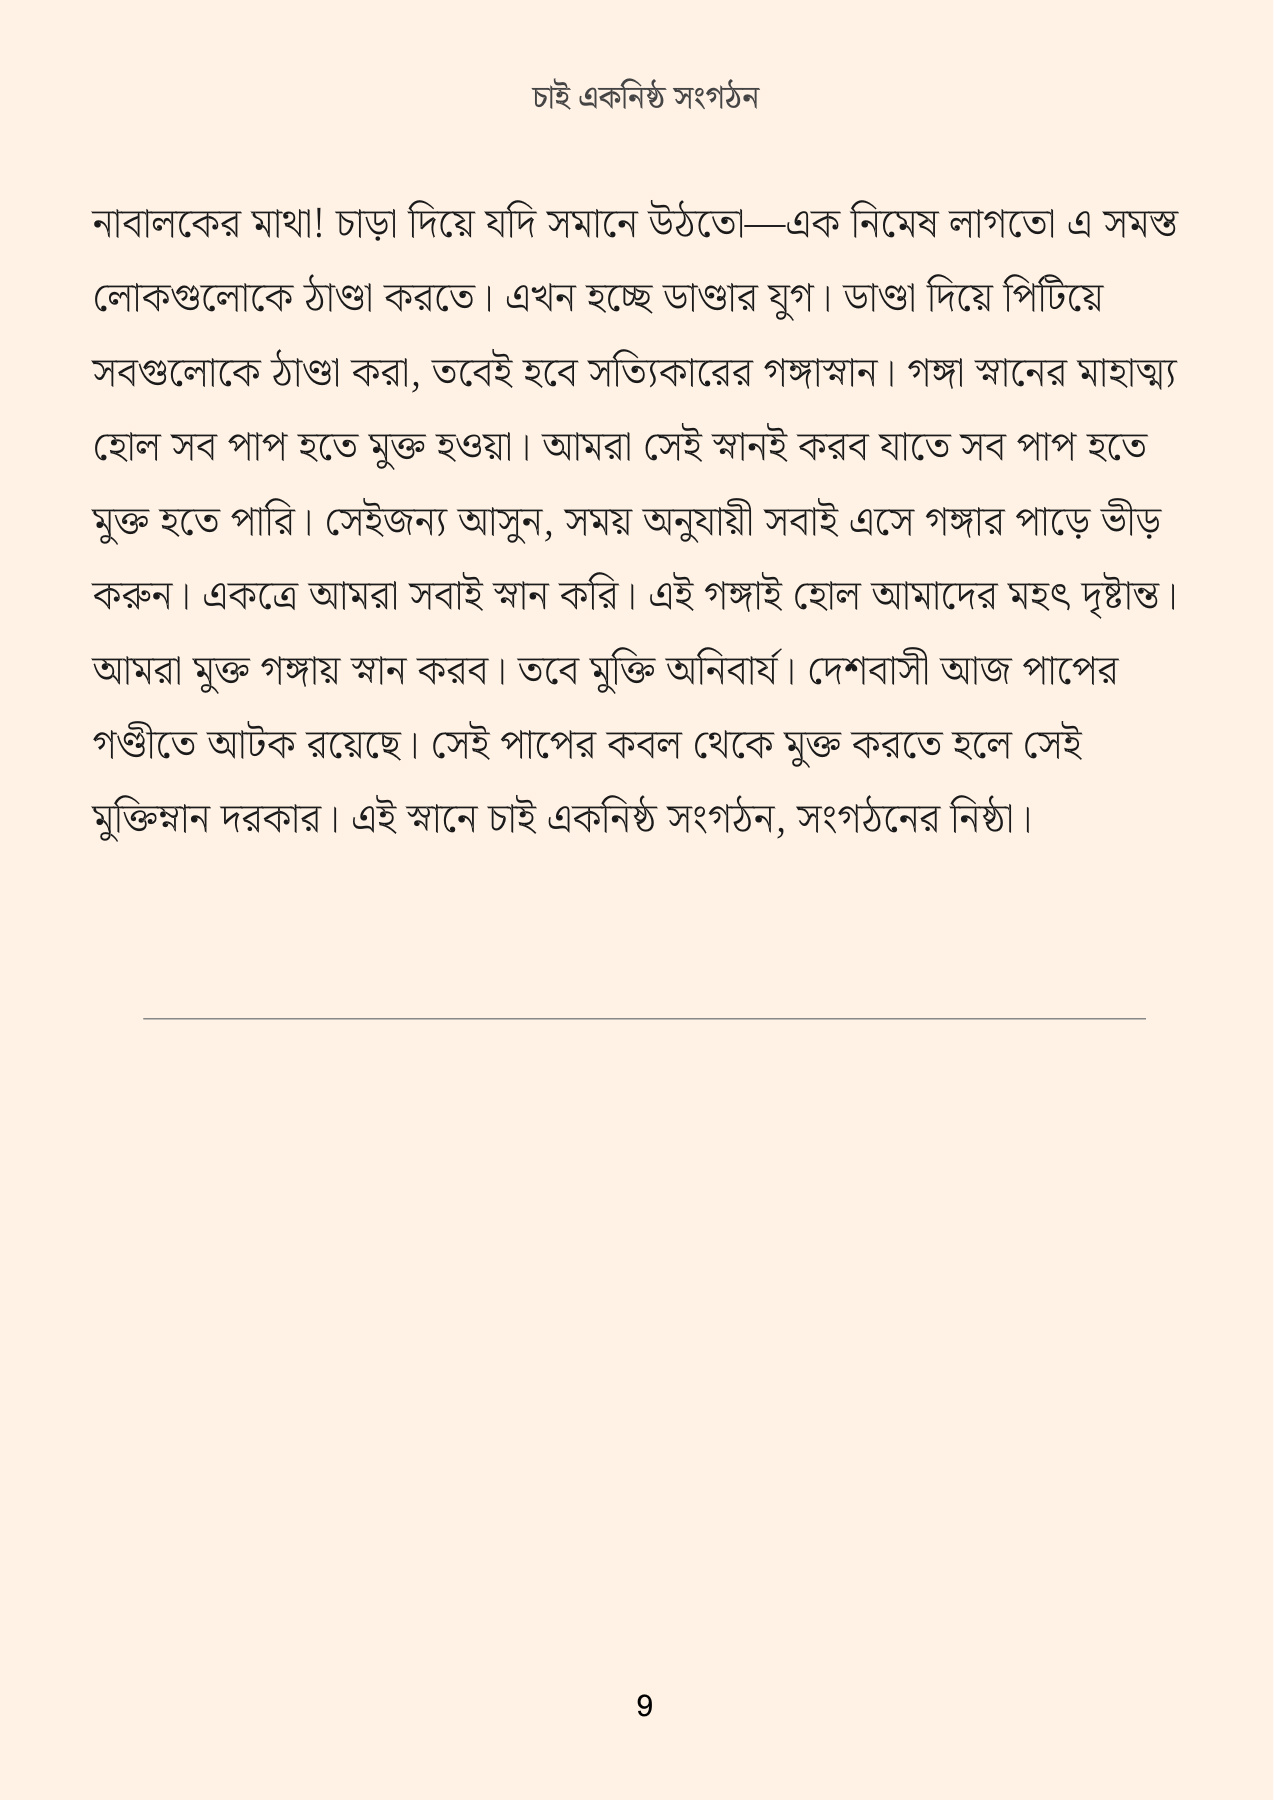 চাই একনিষ্ঠ সংগঠন
নাবালকের মাথা! চাড়া দিয়ে যদি সমানে উঠতো—এক নিমেষ লাগতো এ সমস্ত
লোকগুলোকে ঠাণ্ডা করতে। এখন হচ্ছে ডাণ্ডার যুগ। ডাণ্ডা দিয়ে পিটিয়ে
সবগুলোকে ঠাণ্ডা করা, তবেই হবে সত্যিকারের গঙ্গাস্নান। গঙ্গা স্নানের মাহাত্ম্য
হোল সব পাপ হতে মুক্ত হওয়া। আমরা সেই স্নানই করব যাতে সব পাপ হতে
মুক্ত হতে পারি। সেইজন্য আসুন, সময় অনুযায়ী সবাই এসে গঙ্গার পাড়ে ভীড়
করুন। একত্রে আমরা সবাই স্নান করি। এই গঙ্গাই হোল আমাদের মহৎ দৃষ্টান্ত।
আমরা মুক্ত গঙ্গায় স্নান করব। তবে মুক্তি অনিবার্য। দেশবাসী আজ পাপের
গণ্ডীতে আটক রয়েছে। সেই পাপের কবল থেকে মুক্ত করতে হলে সেই
মুক্তিম্নান দরকার। এই স্নানে চাই একনিষ্ঠ সংগঠন, সংগঠনের নিষ্ঠা।
9